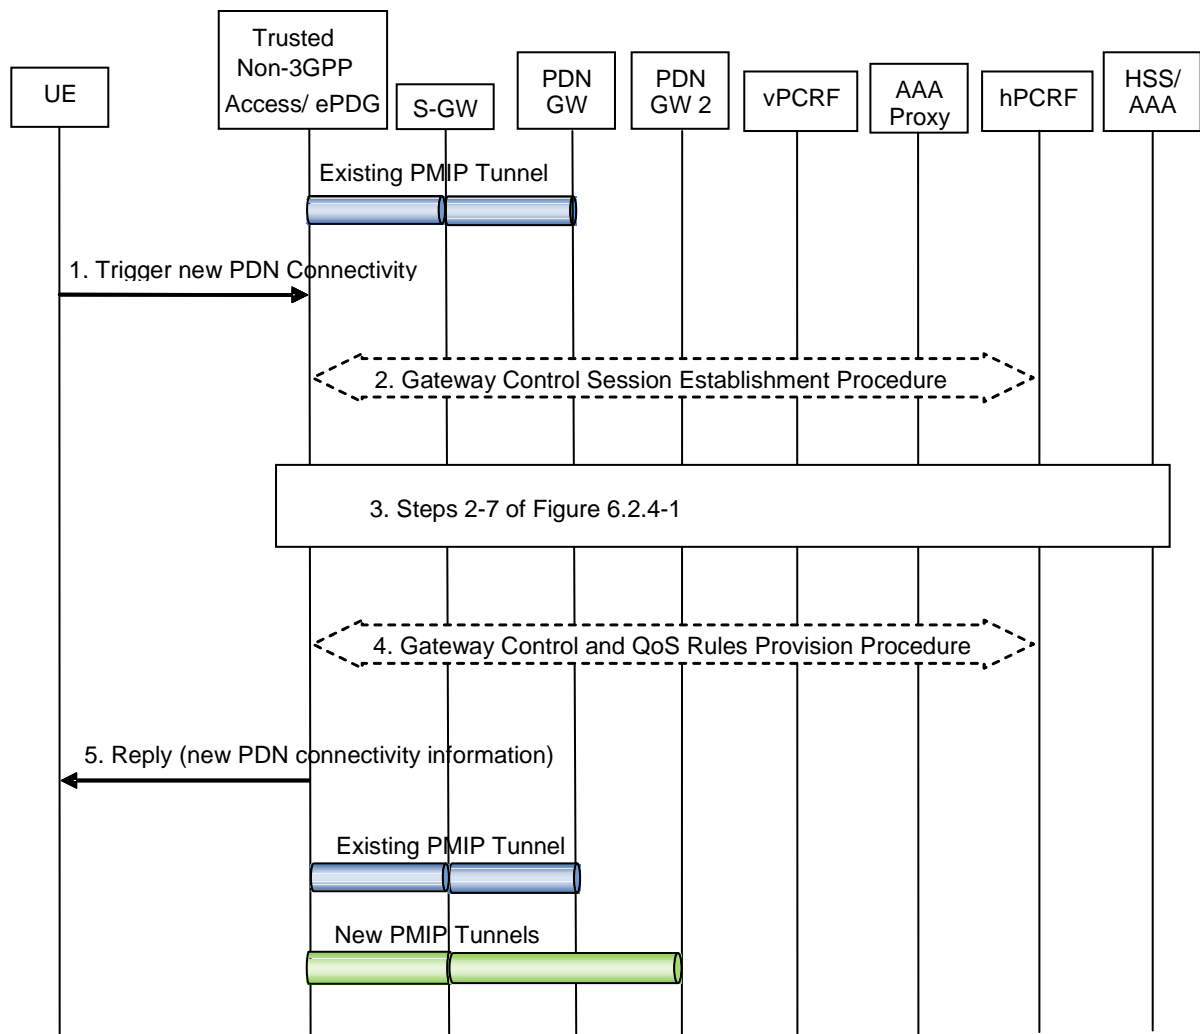 UE
Trusted
Non-3GPP
Access/ ePDG
S-GW
PDN
GW
PDN
GW 2
vPCRF
AAA
Proxy
hPCRF
HSS/
AAA
Existing PMIP Tunnel
1. Trigger new PDN Connectivity
2. Gateway Control Session Establishment Procedure
3. Steps 2-7 of Figure 6.2.4-1
4. Gateway Control and QoS Rules Provision Procedure
5. Reply (new PDN connectivity information)
Existing PMIP Tunnel
New PMIP Tunnels